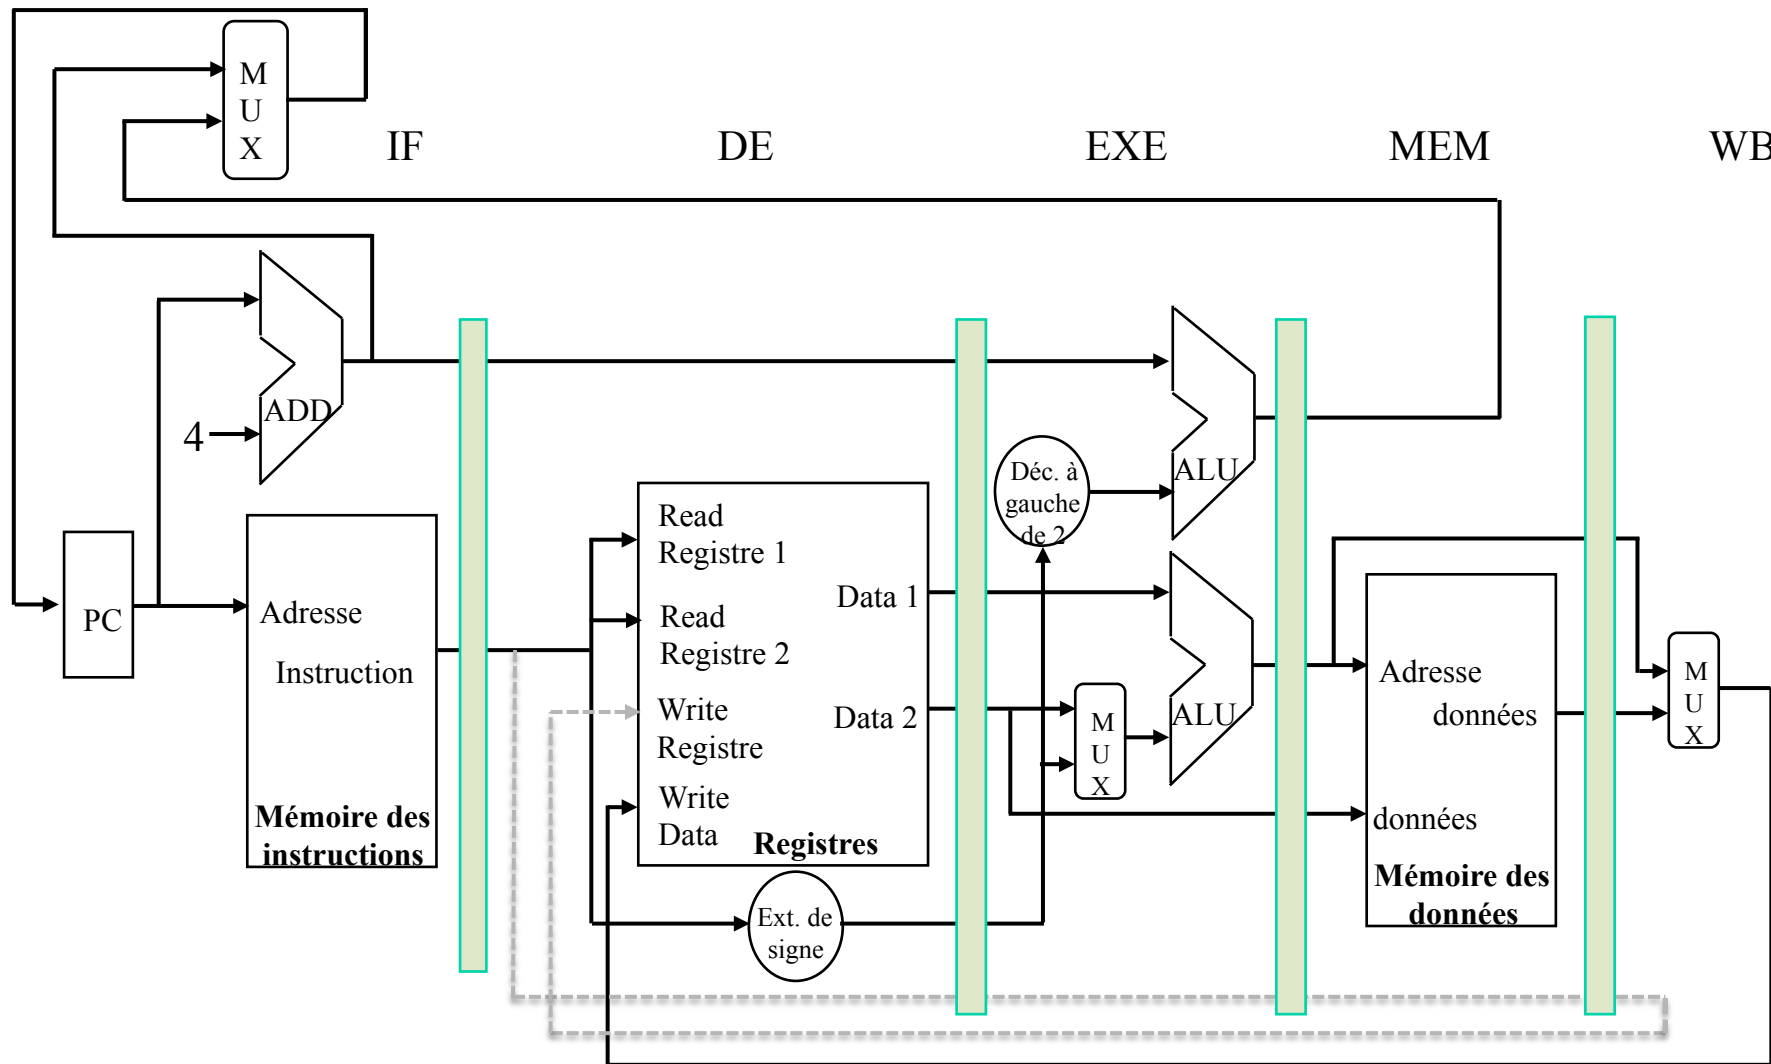 M
U
X
IF
DE
EXE
MEM
WB
ADD
4
PC
Adresse
Instruction
Mémoire des
instructions
Read
Registre 1
Read
Registre 2
Write
Registre
Write
Data
Data 1
Data 2
Registres
Ext. de
signe
Déc. à
gauche
de 2
ALU
M
U
X
ALU
Adresse
données
données
Mémoire des
données
M
U
X